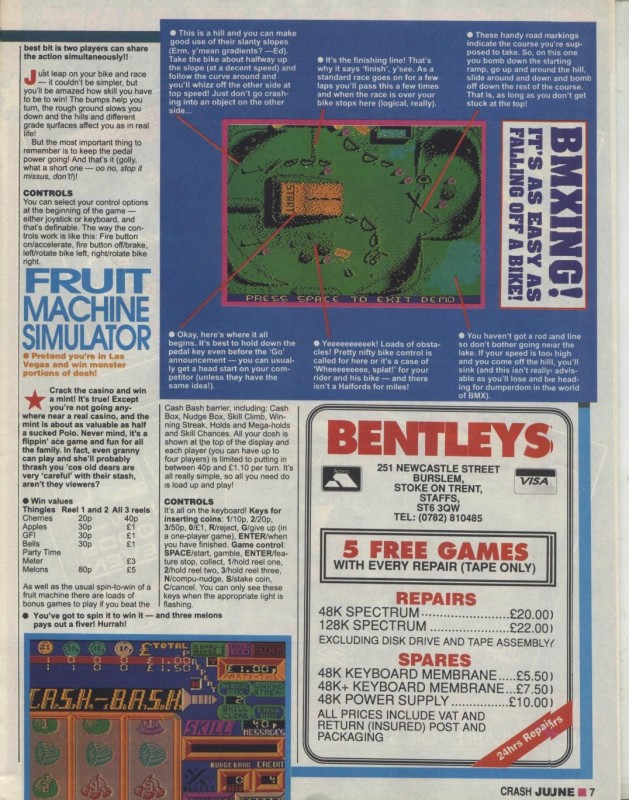 best bit is two players can share
the action simultaneously!!
Just leap on your bike and race
— it couldn't be simpler, but
you'll be amazed how skill you have
to be to win! The bumps help you
turn, the rough ground slows you
down and the hills and different
grade surfaces affect you as in real
life!
But the most important thing to
remember is to keep the pedal
power going! And that's it (golly,
what a short one — oo no, stop it
missus, don't!)!
CONTROLS
You can select your control options
at the beginning of the game —
either joystick or keyboard, and
that's definable. The way the con-
trols work is like this: Fire button
on/accelerate, fire button off/brake,
left/rotate bike left, right/rotate bike
right.
● This is a hill and you can make
good use of their slanty slopes
(Erm, y'mean gradients? —Ed).
Take the bike about halfway up
the slope (at a decent speed) and
follow the curve around and
you'll whizz off the other side at
top speed! Just don't go crash-
ing into an object on the other
side...
● It's the finishing line! That's
why it says 'finish', y'see. As a
standard race goes on for a few
laps you'll pass this a few times
and when the race is over your
bike stops here (logical, really).
● These handy road markings
indicate the course you're sup-
posed to take. So, on this one
you bomb down the starting
ramp, go up and around the hill,
slide around and down and bomb
off down the rest of the course.
That is, as long as you don't get
stuck at the top!
BMXING!
IT'S AS EASY AS
FALLING OFF A BIKE!
START
PRESS SPACE TO EXIT DEMO
● Okay, here's where it all
begins. It's best to hold down the
pedal key even before the 'Go'
announcement — you can usual-
ly get a head start on your com-
petitor (unless they have the
same idea!).
● Yeeeeeeeeek! Loads of obsta-
cles! Pretty nifty bike control is
called for here or it's a case of
'Wheeeeeeee, splat!' for your
rider and his bike — and there
isn't a Halfords for miles!
● You haven't got a rod and line
so don't bother going near the
lake. If your speed is too high
and you come off the hill, you'll
sink (and this isn't really advis-
able as you'll lose and be head-
ing for dumperdom in the world
of BMX).
FRUIT
MACHINE
SIMULATOR
● Pretend you're in Las
Vegas and win monster
portions of dosh!
Crack the casino and win
a mint! It's true! Except
you're not going any-
where near a real casino, and the
mint is about as valuable as half
a sucked Polo. Never mind, it's a
flippin' ace game and fun for all
the family. In fact, even granny
can play and she'll probably
thrash you 'cos old dears are
very 'careful' with their stash,
aren't they viewers?
● Win values
Thingies Reel 1 and 2 All 3 reels
Cherries 20p 40p
Anies 30p £1
GFI 30p £1
Bells 30p £1
Party Time
Meter £3
Melons 80p £5
As well as the usual spin-to-win of a
fruit machine there are loads of
bonus games to play if you beat the
Cash Bash barrier, including: Cash
Box, Nudge Box, Skill Climb, Win-
ning Streak, Holds and Mega-holds
and Skill Chances. All your dosh is
shown at the top of the display and
each player (you can have up to
four players) is limited to putting in
between 40p and £1.10 per turn. It's
all really simple, so all you need do
is load up and play!
CONTROLS
It's all on the keyboard! Keys for
inserting coins: 1/10p, 2/20p,
3/50p, 0/£1, R/reject, G/give up (in
a one-player game), ENTER/when
you have finished. Game control:
SPACE/start, gamble, ENTER/fea-
ture stop, collect, 1/hold reel one,
2/hold reel two, 3/hold reel three,
N/compu-nudge, S/stake coin,
C/cancel. You can only see these
keys when the appropriate light is
flashing.
● You've got to spin to win it — and three melons
pays out a fiver! Hurrah!
£TOTAL
£1.00
£1.50
£1.00
CASH-BASH
SKILL
CLIMB
SKILL
40p
MESSAGES
NUDGE BANK CREDIT
BENTLEYS
251 NEWCASTLE STREET
BURSLEM,
STOKE ON TRENT,
STAFFS,
ST6 3QW
TEL: (0782) 810485
VISA
5 FREE GAMES
WITH EVERY REPAIR (TAPE ONLY)
REPAIRS
48K SPECTRUM ............... £20.00)
128K SPECTRUM ............... £22.00)
EXCLUDING DISK DRIVE AND TAPE ASSEMBLY/
SPARES
48K KEYBOARD MEMBRANE.....£5.50)
48K+ KEYBOARD MEMBRANE...£7.50)
48K POWER SUPPLY ...............£10.00)
ALL PRICES INCLUDE VAT AND
RETURN (INSURED) POST AND
PACKAGING
24hrs Repairs
CRASH JUUNE ■ 7